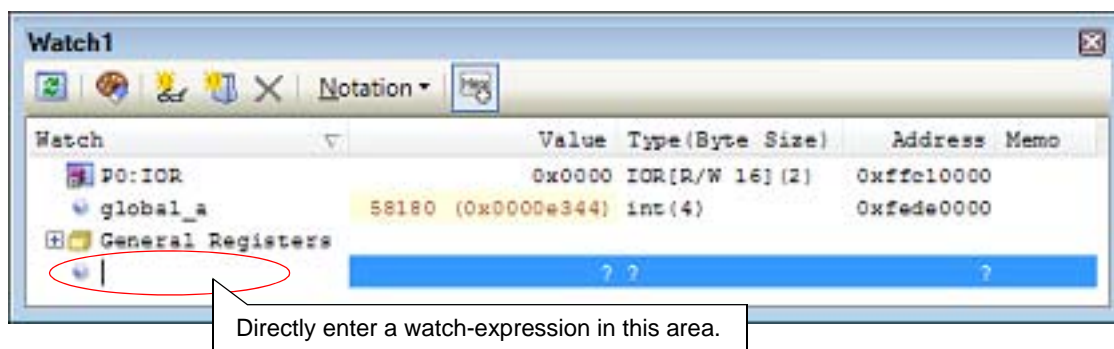 Watch1
Notation
Watch Value Type(Byte Size) Address Memo
P0:IOR 0x0000 IOR[R/W 16](2) 0xffc10000
global_a 58180 (0x0000e344) int(4) 0xfede0000
General Registers
? ? ?
Directly enter a watch-expression in this area.